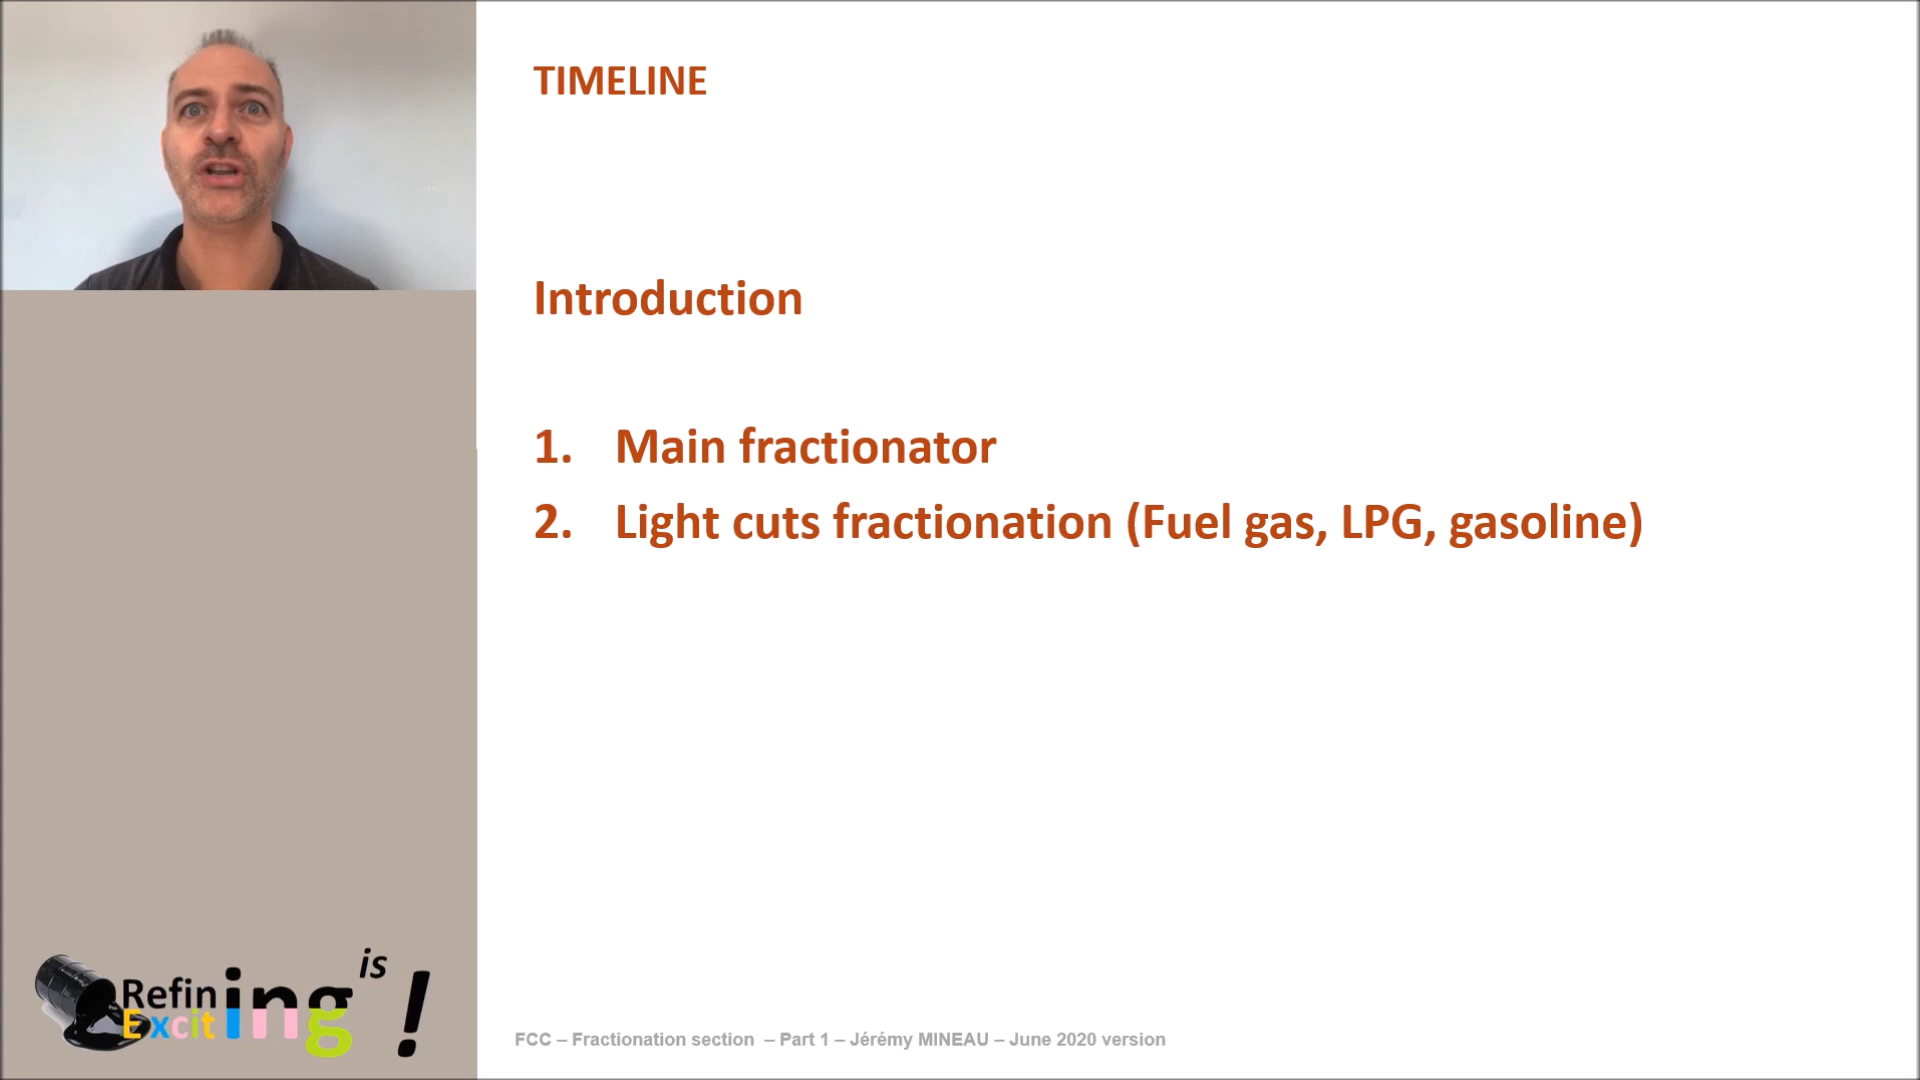 TIMELINE
Introduction
1. Main fractionator
2. Light cuts fractionation (Fuel gas, LPG, gasoline)
is
Refin ing !
Excit
FCC – Fractionation section – Part 1 – Jérémy MINEAU – June 2020 version